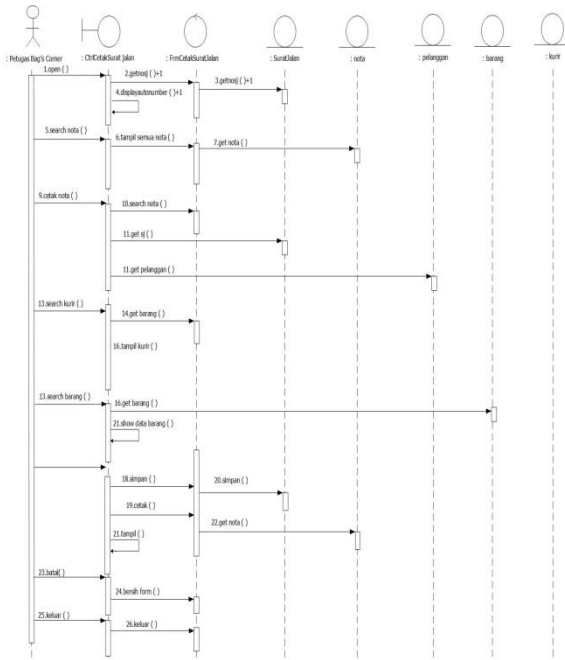 : Petugas Bag's Corner
: CtrlCetakSurat Jalan
: FrmCetakSuratJalan
: SuratJalan
: nota
: pelanggan
: barang
: kurir
1.open ( )
2.getnosj ( )+1
3.getnosj ( )+1
4.displayautonumber ( )+1
5.search nota ( )
6.tampil semua nota ( )
7.get nota ( )
9.cetak nota ( )
10.search nota ( )
11.get sj ( )
11.get pelanggan ( )
13.search kurir ( )
14.get barang ( )
16.tampil kurir ( )
13.search barang ( )
16.get barang ( )
21.show data barang ( )
18.simpan ( )
20.simpan ( )
19.cetak ( )
22.get nota ( )
21.tampil ( )
23.batal( )
24.bersih form ( )
25.keluar ( )
26.keluar ( )